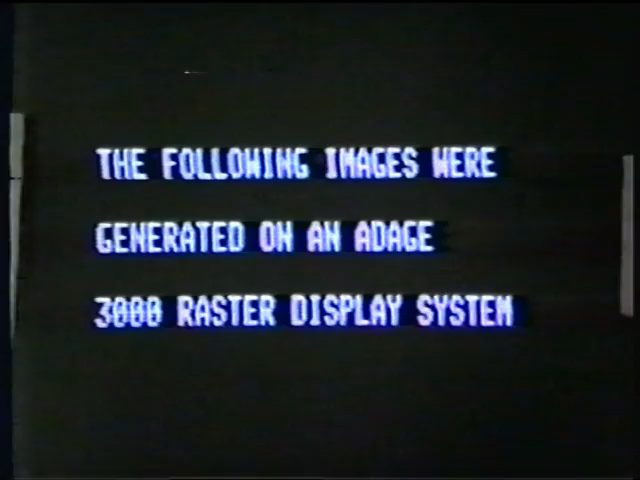 THE FOLLOWING IMAGES WERE
GENERATED ON AN ADAGE
3000 RASTER DISPLAY SYSTEM